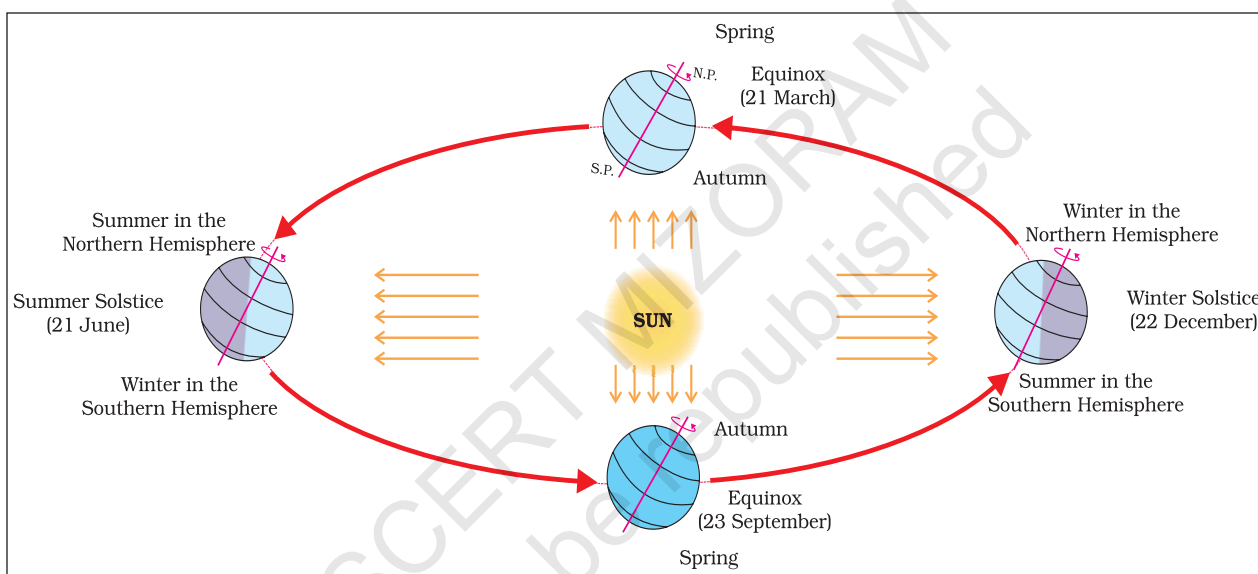 Spring
N.P.
Equinox
(21 March)
S.P.
Autumn
Summer in the
Northern Hemisphere
Winter in the
Northern Hemisphere
Summer Solstice
(21 June)
SUN
Winter Solstice
(22 December)
Winter in the
Southern Hemisphere
Summer in the
Southern Hemisphere
Autumn
Equinox
(23 September)
Spring
SCERT MIZORAM
be republished